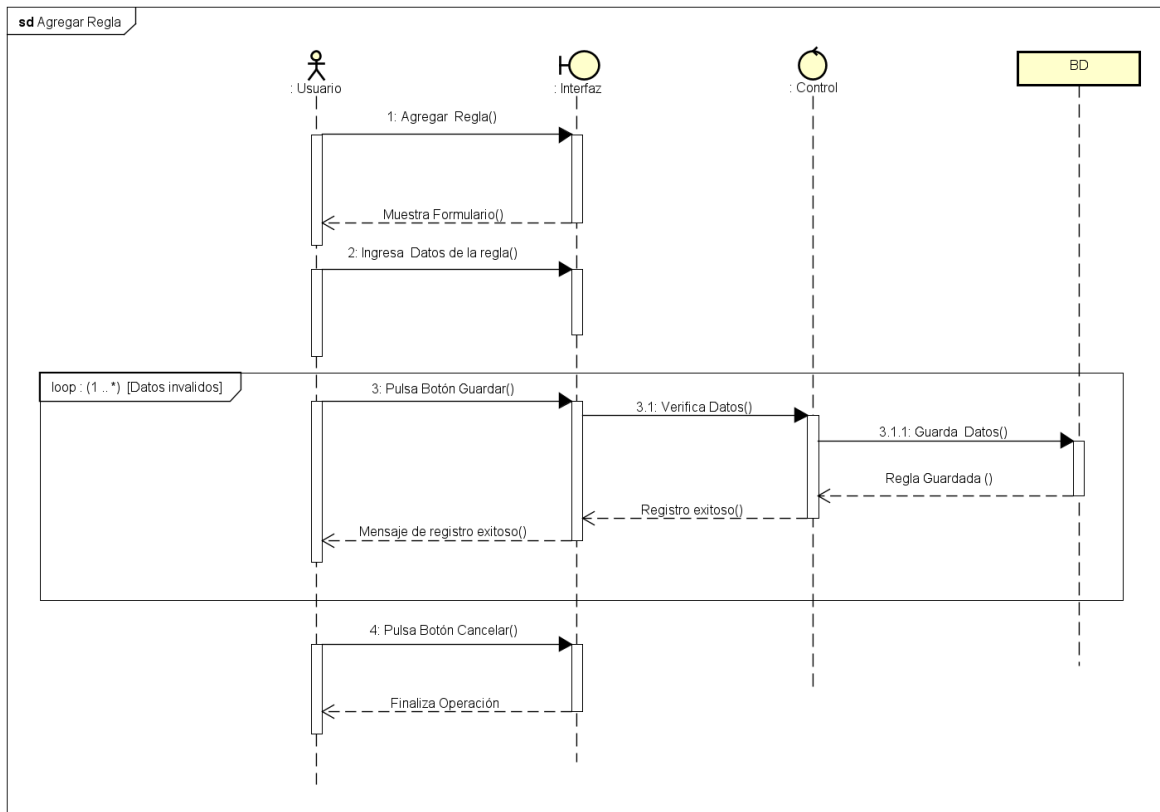 sd Agregar Regla
: Usuario
: Interfaz
: Control
BD
1: Agregar Regla()
Muestra Formulario()
2: Ingresa Datos de la regla()
loop : (1 .. *) [Datos invalidos]
3: Pulsa Botón Guardar()
3.1: Verifica Datos()
3.1.1: Guarda Datos()
Regla Guardada ()
Registro exitoso()
Mensaje de registro exitoso()
4: Pulsa Botón Cancelar()
Finaliza Operación